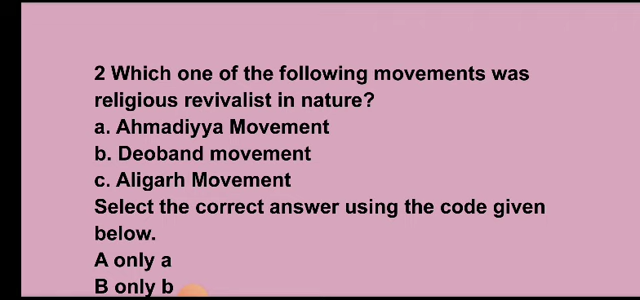 2 Which one of the following movements was
religious revivalist in nature?
a. Ahmadiyya Movement
b. Deoband movement
c. Aligarh Movement
Select the correct answer using the code given
below.
A only a
B only b